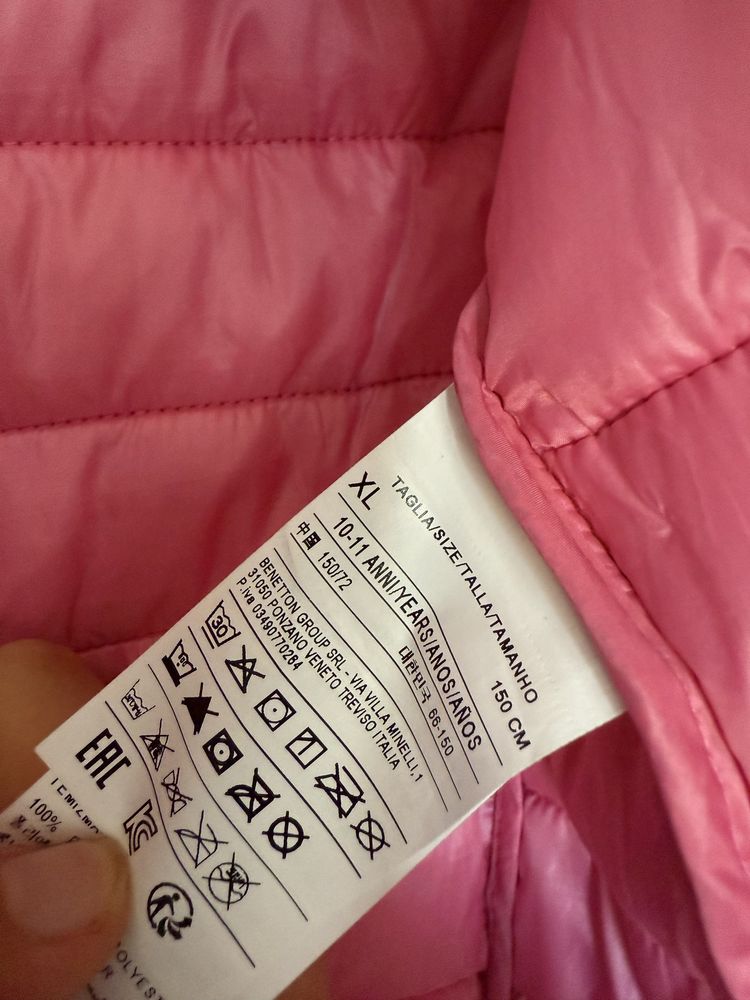 TAGLIA/SIZE/TALLA/TAMANHO
XL 150 CM
10-11 ANNI/YEARS/ANOS/AÑOS
中国 150/72 대한민국 66-150
BENETTON GROUP SRL - VIA VILLA MINELLI, 1
31050 PONZANO VENETO TREVISO ITALIA
P.iva 03490770264
30
EAC
100%